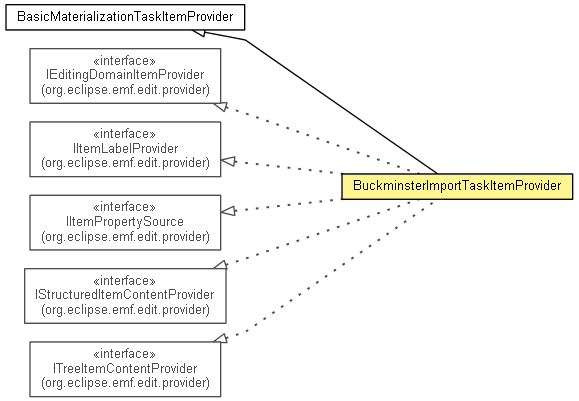 BasicMaterializationTaskItemProvider
«interface»
IEditingDomainItemProvider
(org.eclipse.emf.edit.provider)
«interface»
IItemLabelProvider
(org.eclipse.emf.edit.provider)
BuckminsterImportTaskItemProvider
«interface»
IItemPropertySource
(org.eclipse.emf.edit.provider)
«interface»
IStructuredItemContentProvider
(org.eclipse.emf.edit.provider)
«interface»
ITreeItemContentProvider
(org.eclipse.emf.edit.provider)